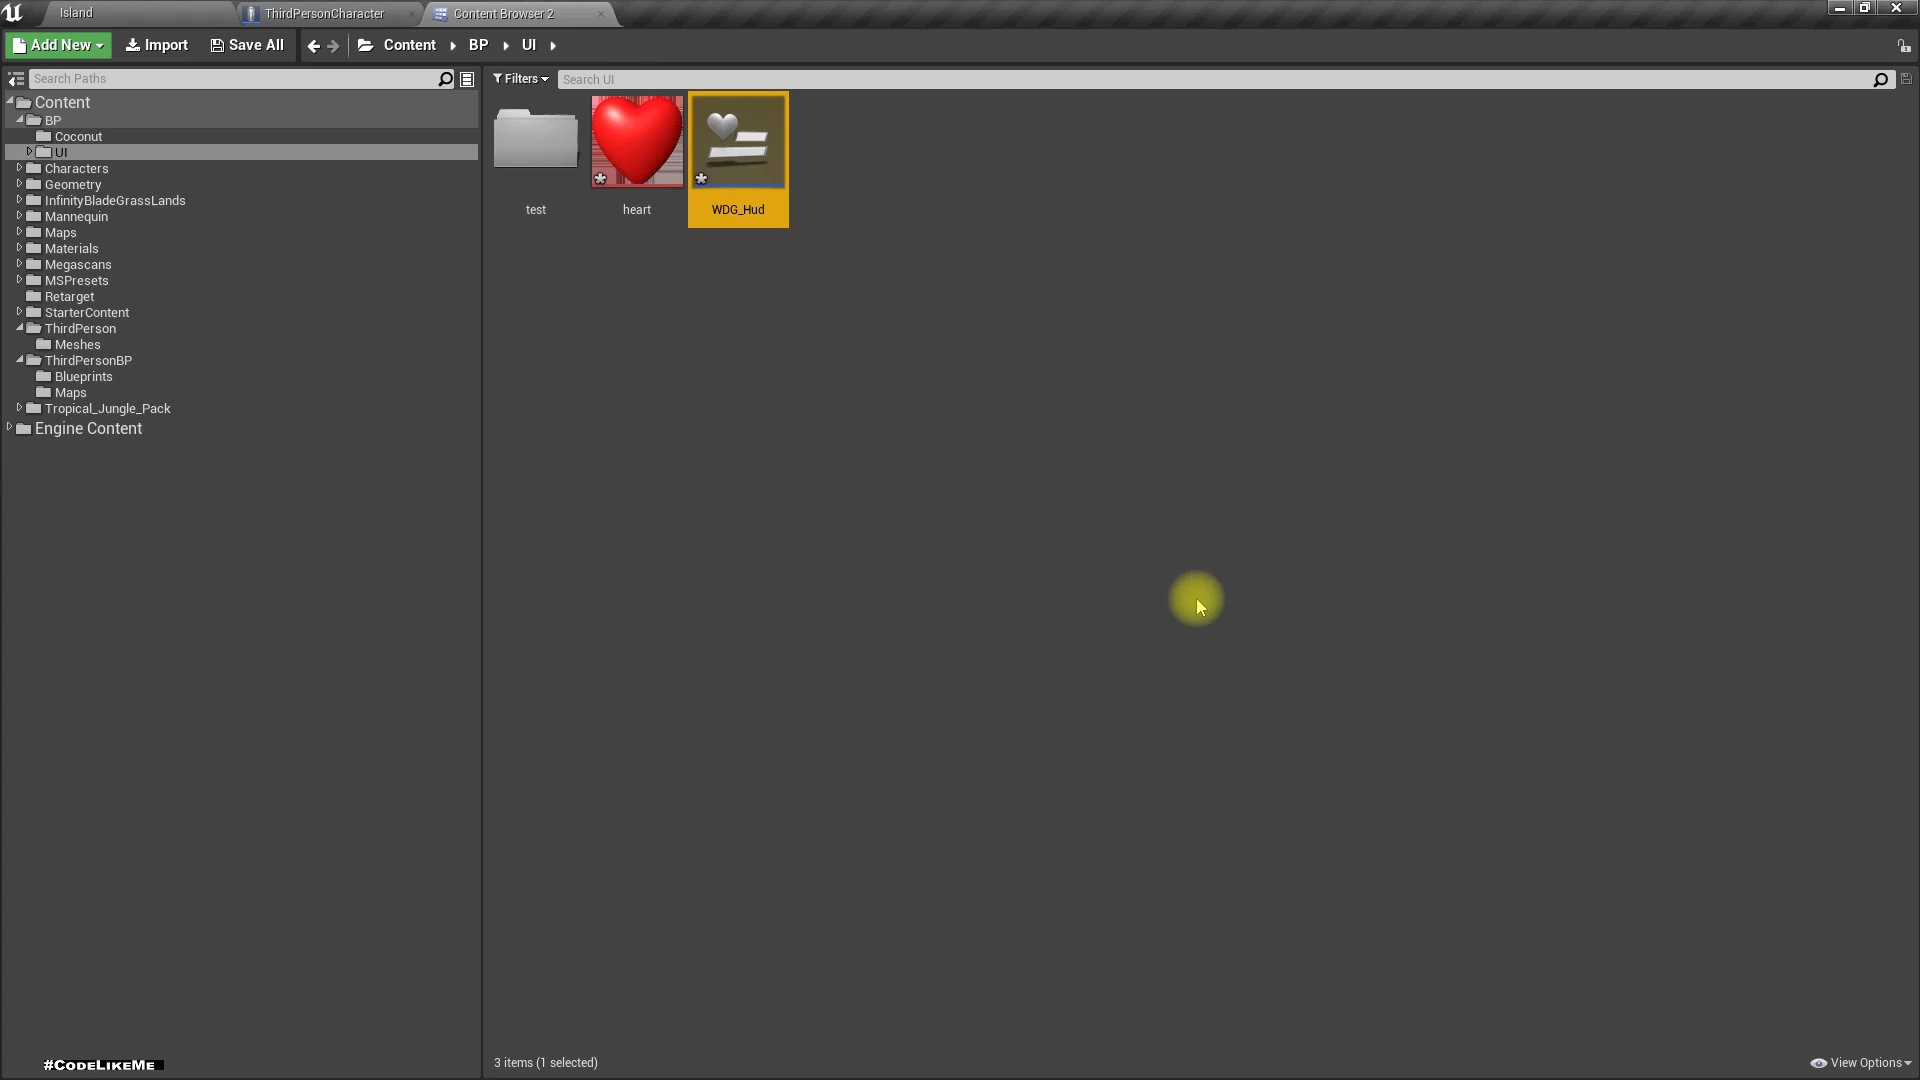 Island
ThirdPersonCharacter
Content Browser 2
Add New
Import
Save All
Content
BP
UI
Search Paths
Filters
Search UI
Content
BP
Coconut
UI
Characters
Geometry
InfinityBladeGrassLands
Mannequin
Maps
Materials
Megascans
MSPresets
Retarget
StarterContent
ThirdPerson
Meshes
ThirdPersonBP
Blueprints
Maps
Tropical_Jungle_Pack
Engine Content
test
heart
WDG_Hud
3 items (1 selected)
View Options
#CodeLikeMe